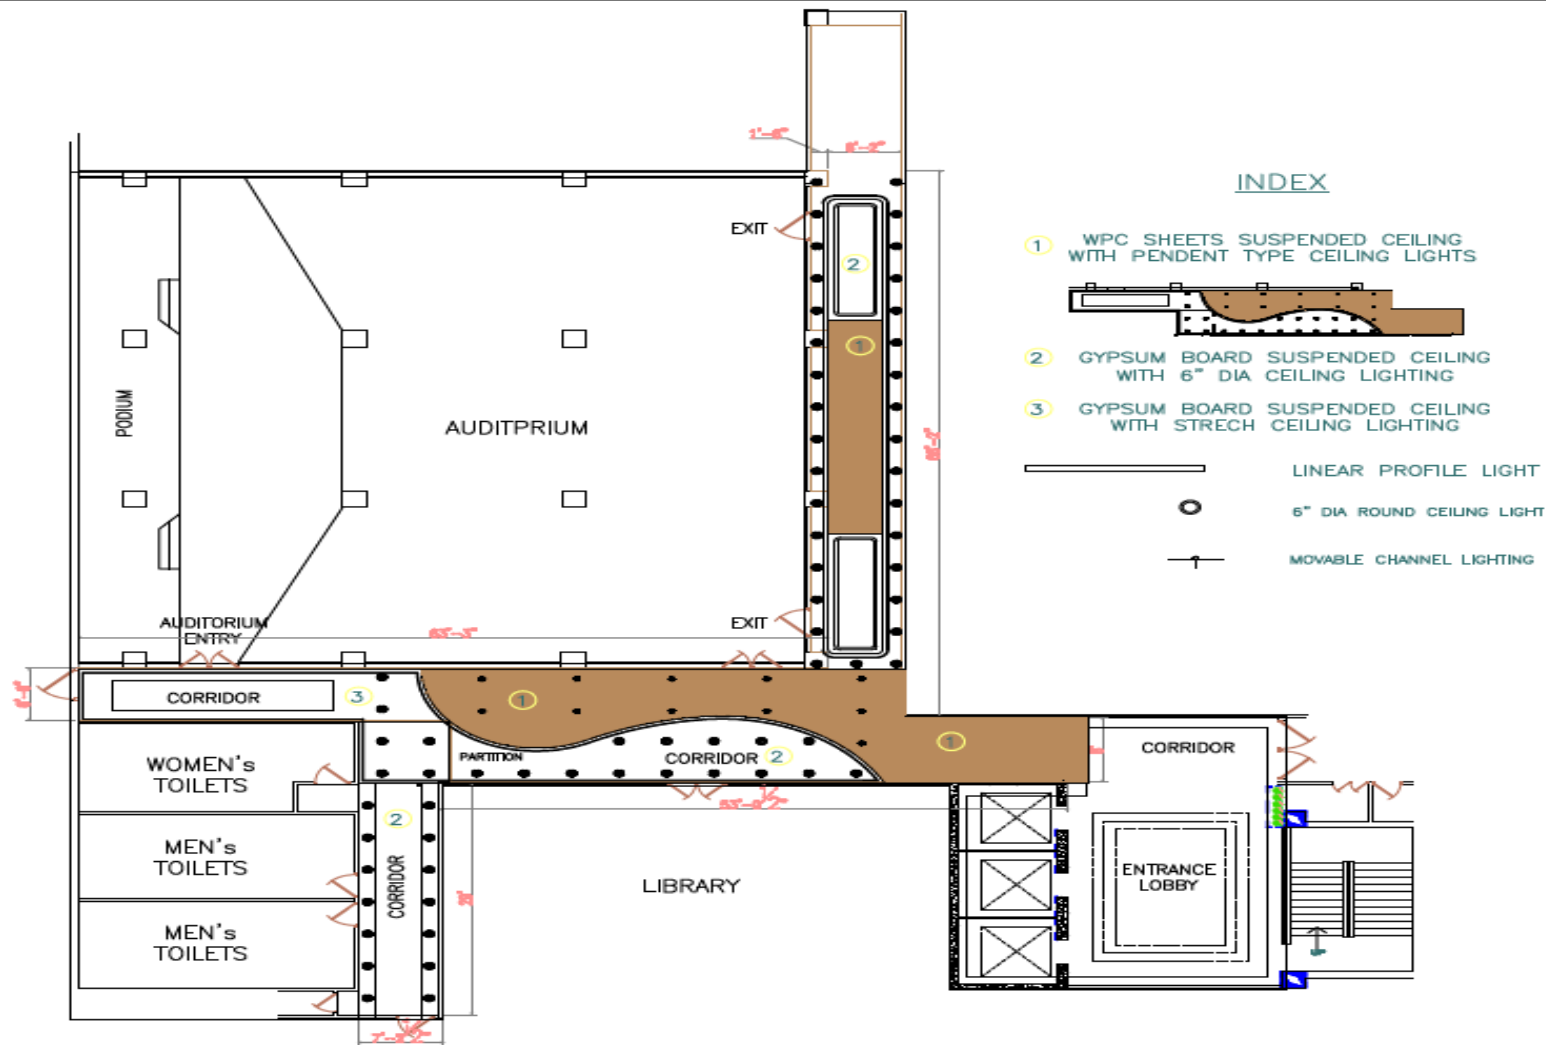 INDEX
1
WPC SHEETS SUSPENDED CEILING
WITH PENDENT TYPE CEILING LIGHTS
2
GYPSUM BOARD SUSPENDED CEILING
WITH 6" DIA CEILING LIGHTING
3
GYPSUM BOARD SUSPENDED CEILING
WITH STRECH CEILING LIGHTING
LINEAR PROFILE LIGHT
6" DIA ROUND CEILING LIGHT
MOVABLE CHANNEL LIGHTING
EXIT
2
1
PODIUM
AUDITPRIUM
AUDITORIUM
ENTRY
EXIT
CORRIDOR
3
1
1
CORRIDOR
PARTITION
CORRIDOR
2
WOMEN's
TOILETS
2
MEN's
TOILETS
CORRIDOR
LIBRARY
ENTRANCE
LOBBY
MEN's
TOILETS